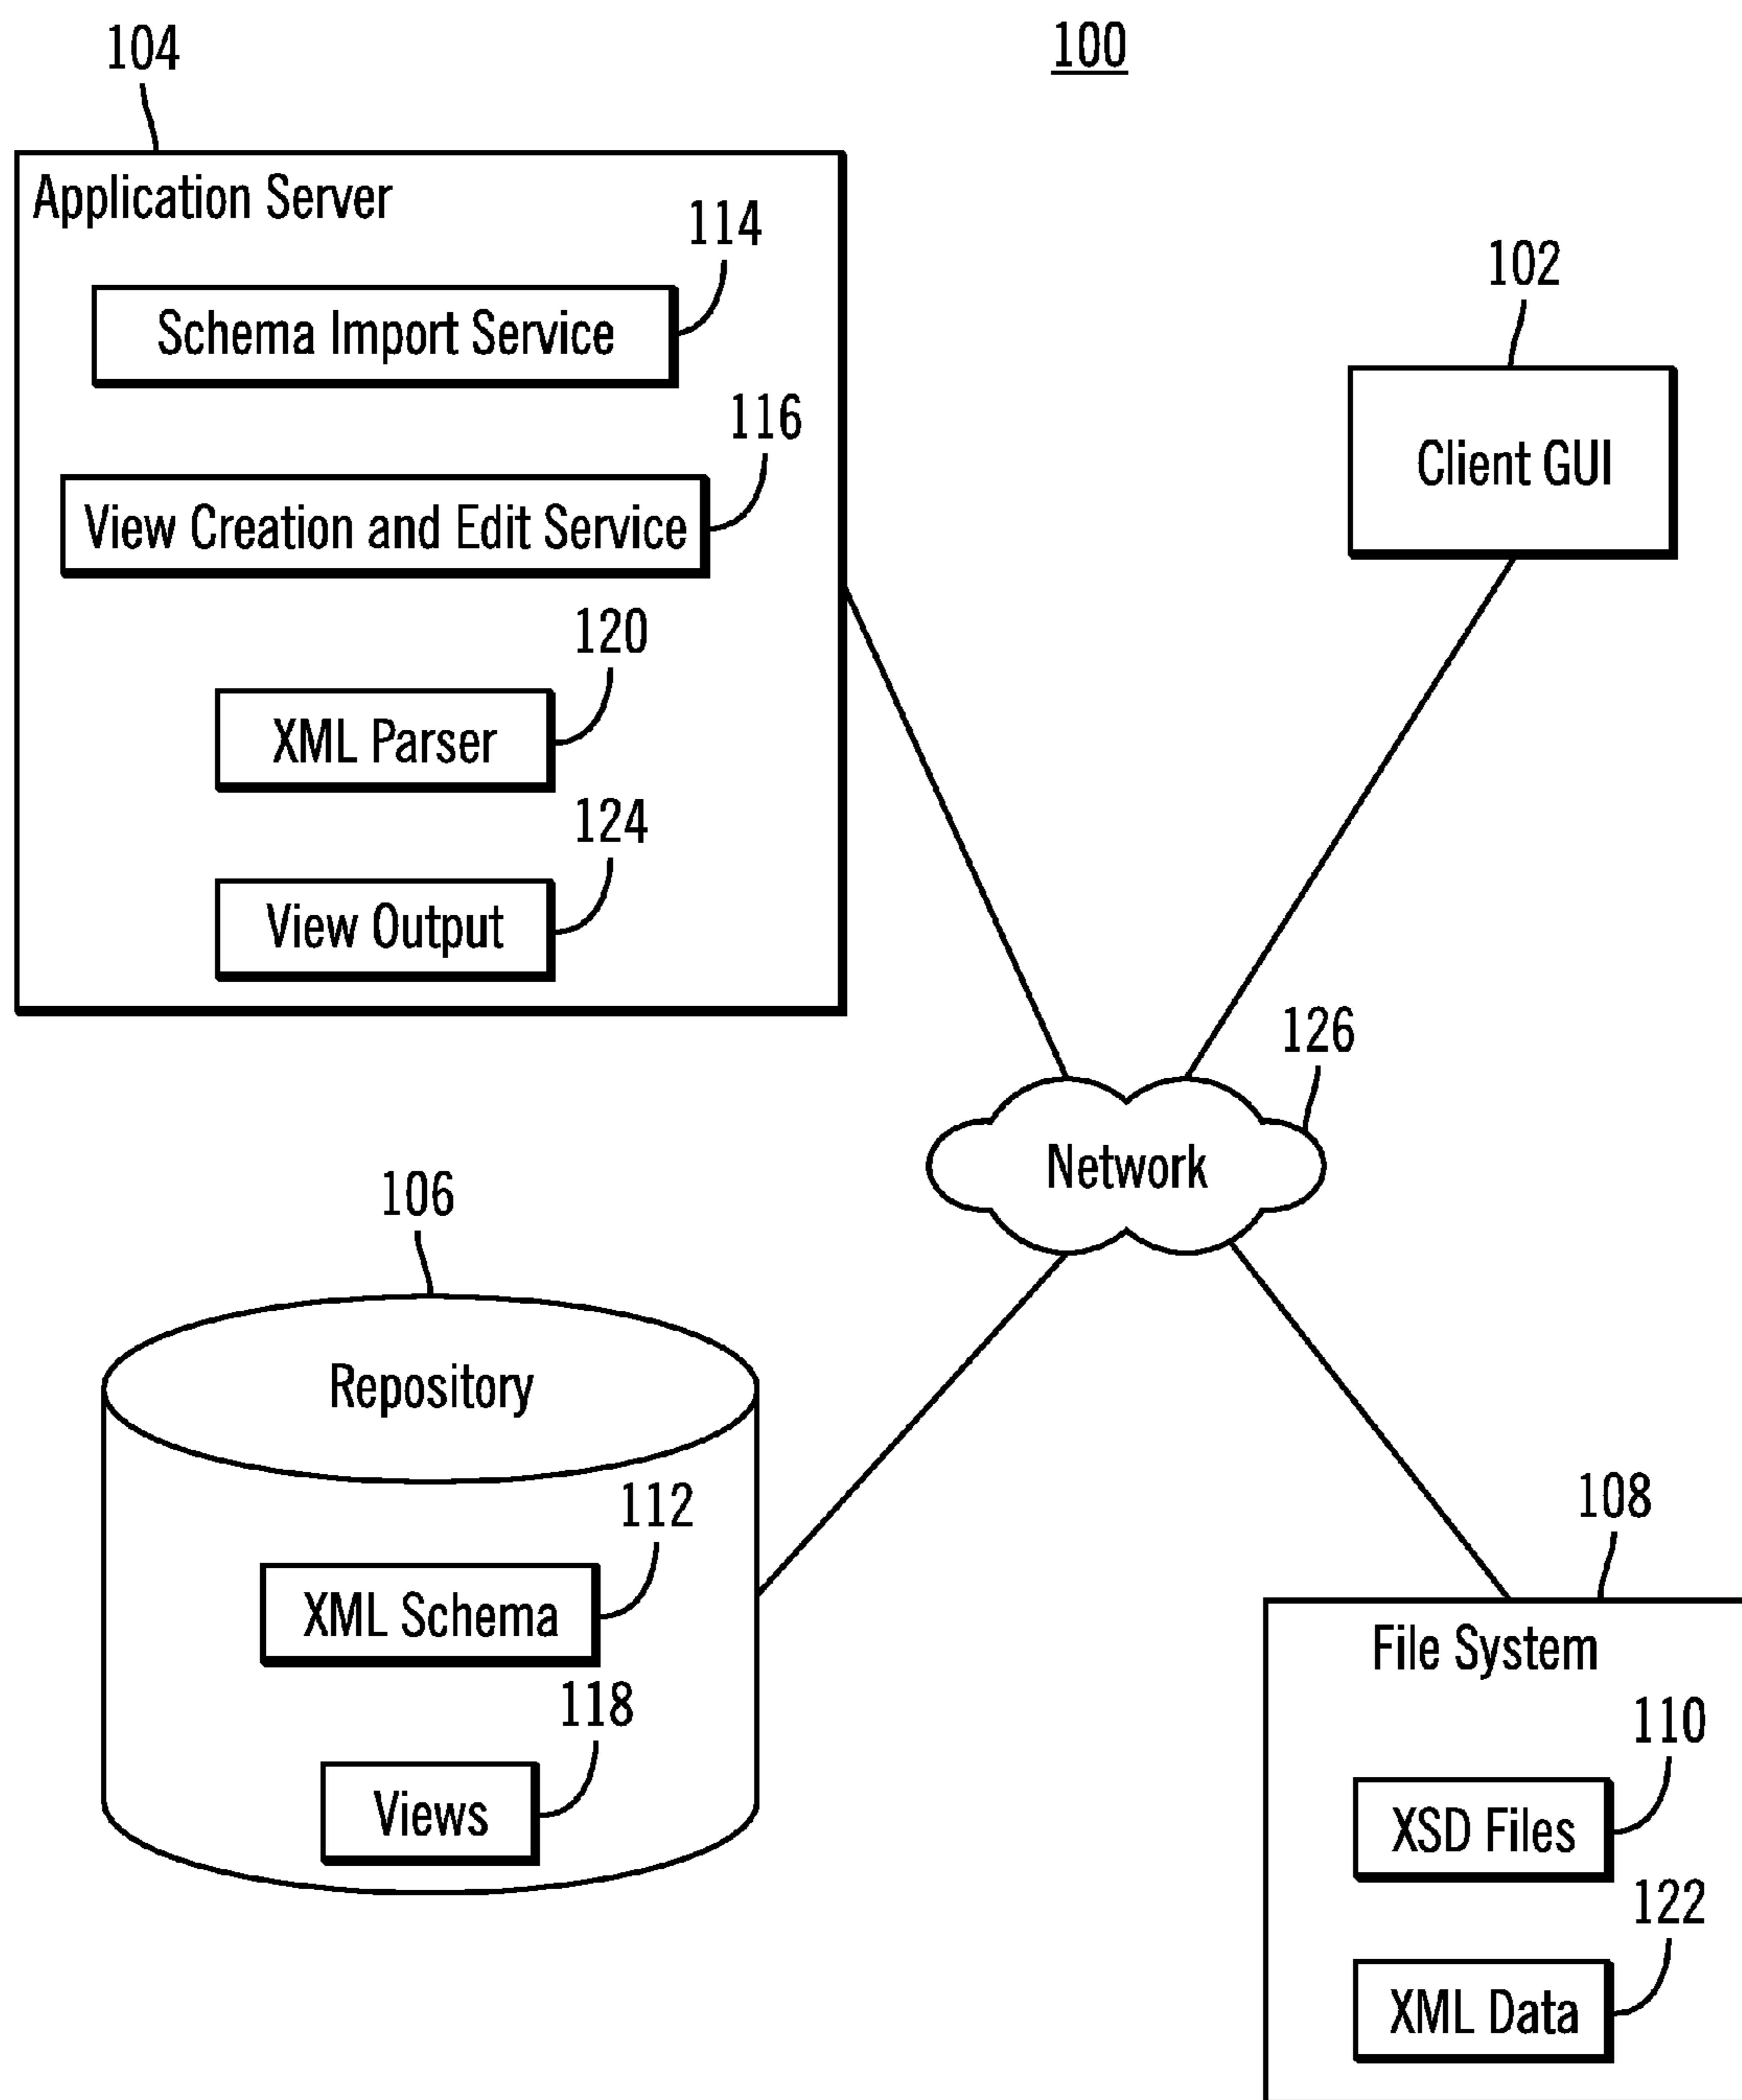 100
104
Application Server
114
Schema Import Service
116
View Creation and Edit Service
120
XML Parser
124
View Output
102
Client GUI
126
Network
106
Repository
112
XML Schema
118
Views
108
File System
110
XSD Files
122
XML Data